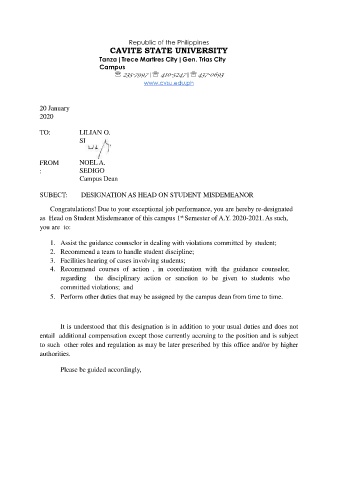 Republic of the Philippines
CAVITE STATE UNIVERSITY
Tanza | Trece Martires City | Gen. Trias City
Campus
☏ 235-7997 | ☏ 410-5247 | ☏ 437-0693
www.cvsu.edu.ph
20 January
2020
TO: LILIAN O.
SI
FROM NOEL A.
: SEDIGO
Campus Dean
SUBECT: DESIGNATION AS HEAD ON STUDENT MISDEMEANOR
Congratulations! Due to your exceptional job performance, you are hereby re-designated
as Head on Student Misdemeanor of this campus 1st Semester of A.Y. 2020-2021. As such,
you are to:
1. Assist the guidance counselor in dealing with violations committed by student;
2. Recommend a team to handle student discipline;
3. Facilities hearing of cases involving students;
4. Recommend courses of action , in coordination with the guidance counselor,
regarding the disciplinary action or sanction to be given to students who
committed violations; and
5. Perform other duties that may be assigned by the campus dean from time to time.
It is understood that this designation is in addition to your usual duties and does not
entail additional compensation except those currently accruing to the position and is subject
to such other roles and regulation as may be later prescribed by this office and/or by higher
authorities.
Please be guided accordingly,